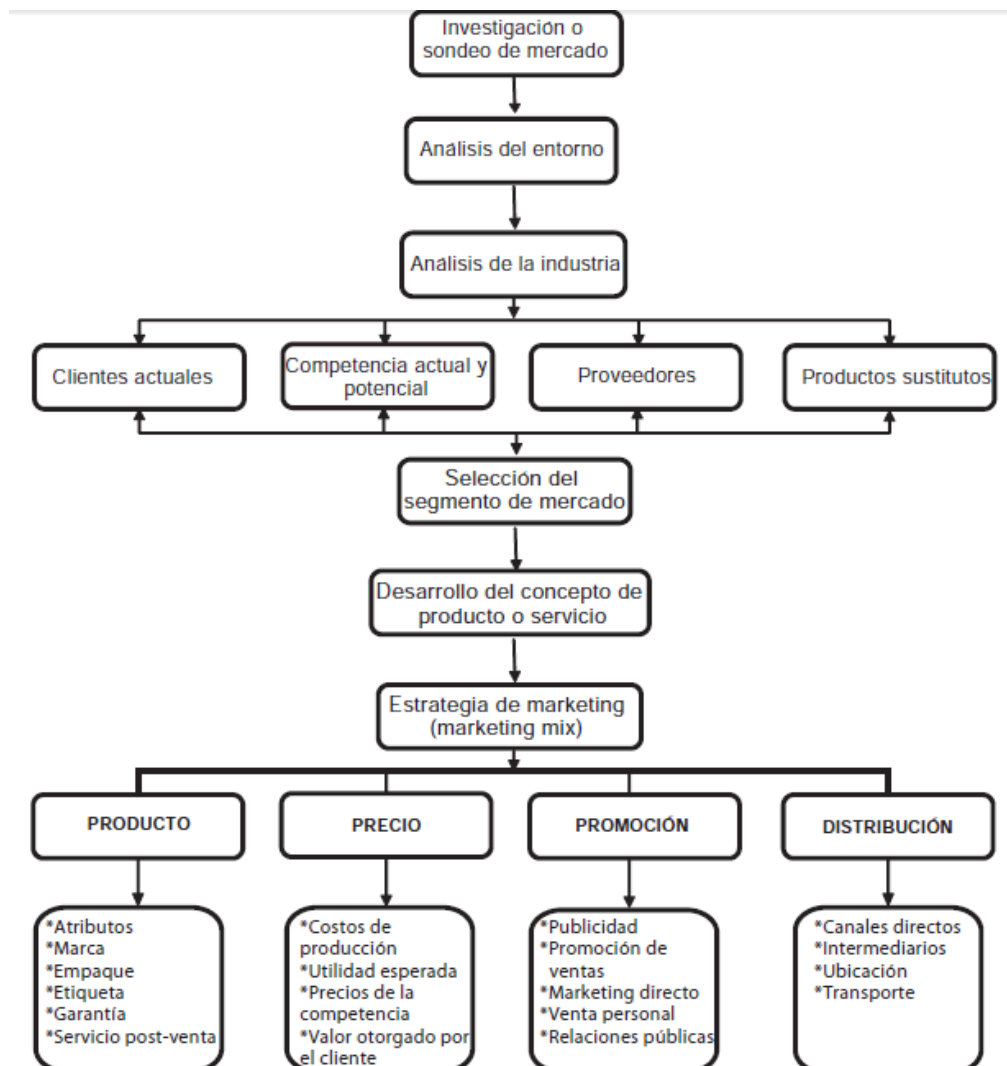 Investigación o
sondeo de mercado
Análisis del entorno
Análisis de la industria
Clientes actuales
Competencia actual y
potencial
Proveedores
Productos sustitutos
Selección del
segmento de mercado
Desarrollo del concepto de
producto o servicio
Estrategia de marketing
(marketing mix)
PRODUCTO
PRECIO
PROMOCIÓN
DISTRIBUCIÓN
*Atributos
*Marca
*Empaque
*Etiqueta
*Garantía
*Servicio post-venta
*Costos de
producción
*Utilidad esperada
*Precios de la
competencia
*Valor otorgado por
el cliente
*Publicidad
*Promoción de
ventas
*Marketing directo
*Venta personal
*Relaciones públicas
*Canales directos
*Intermediarios
*Ubicación
*Transporte